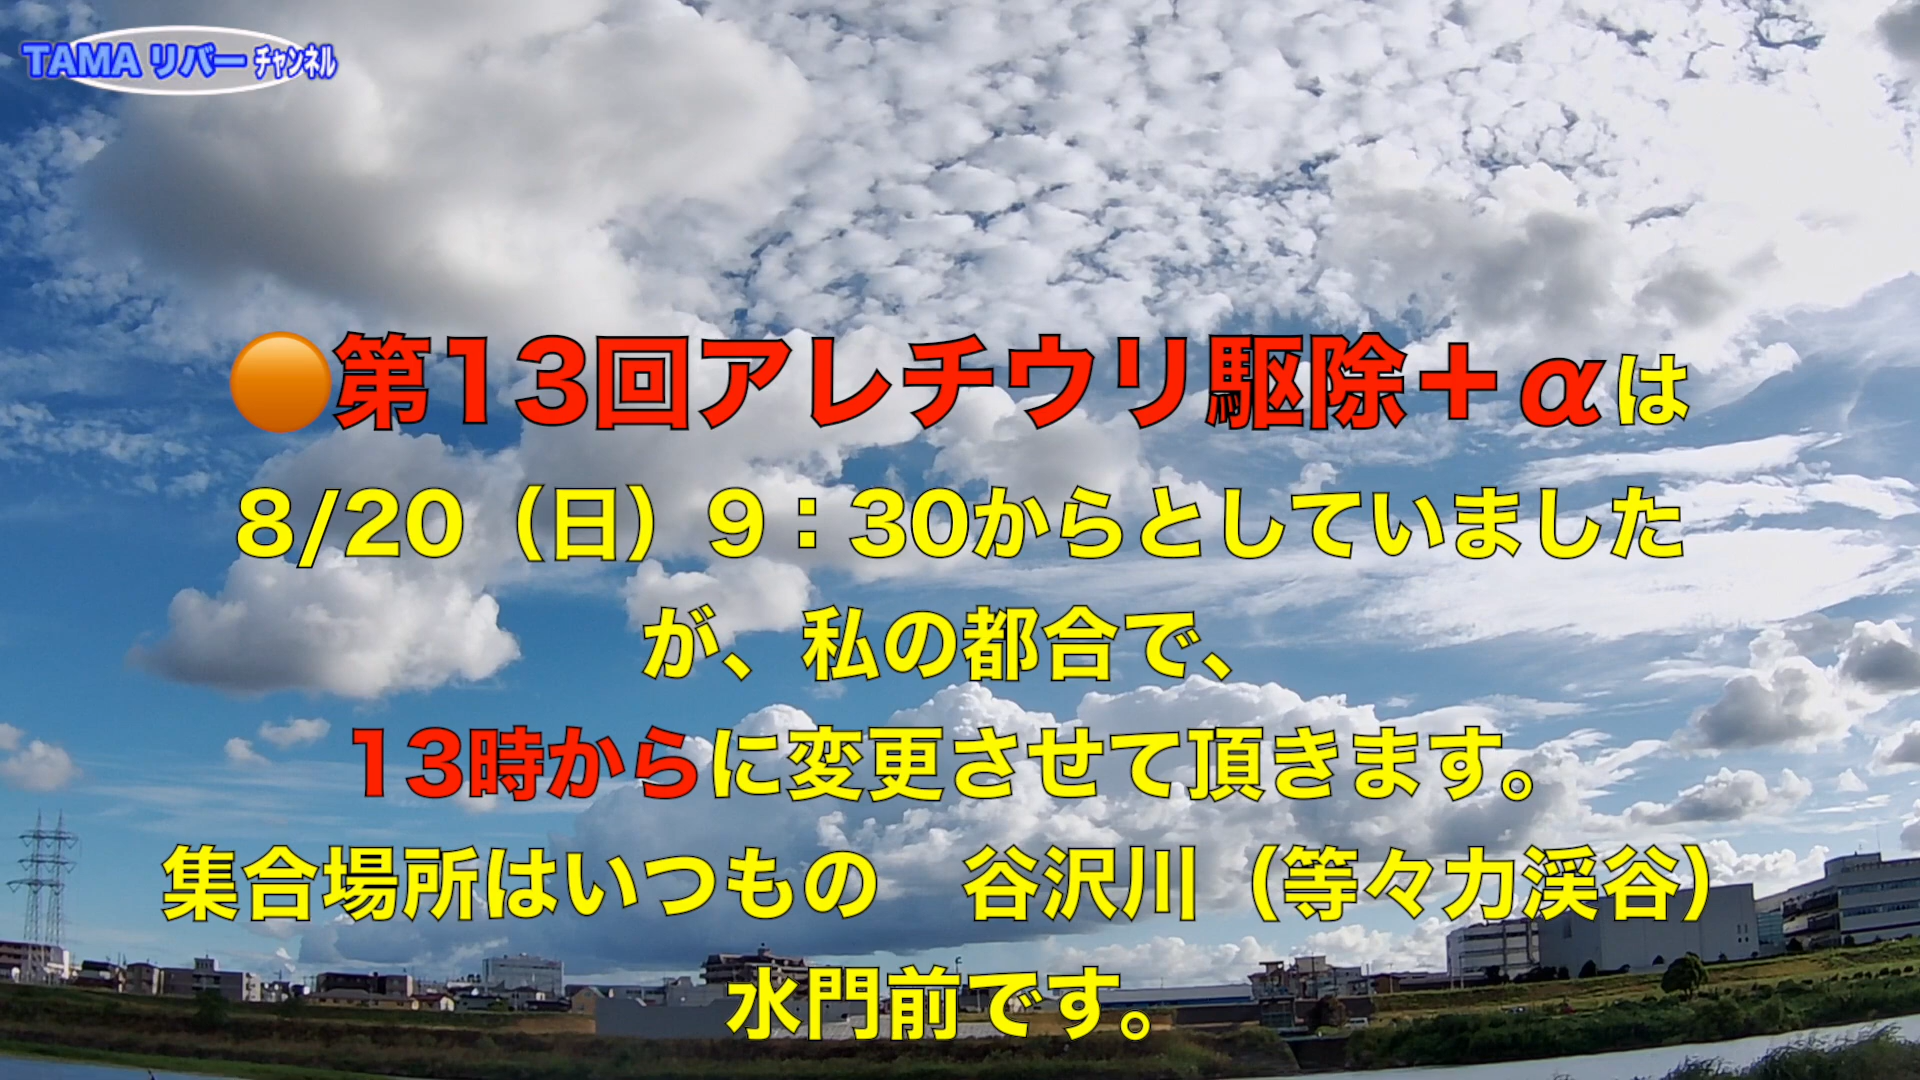 TAMA リバー チャンネル
🟠第13回アレチウリ駆除＋αは
8/20（日）9：30からとしていました
が、私の都合で、
13時からに変更させて頂きます。
集合場所はいつもの　谷沢川（等々力渓谷）
水門前です。